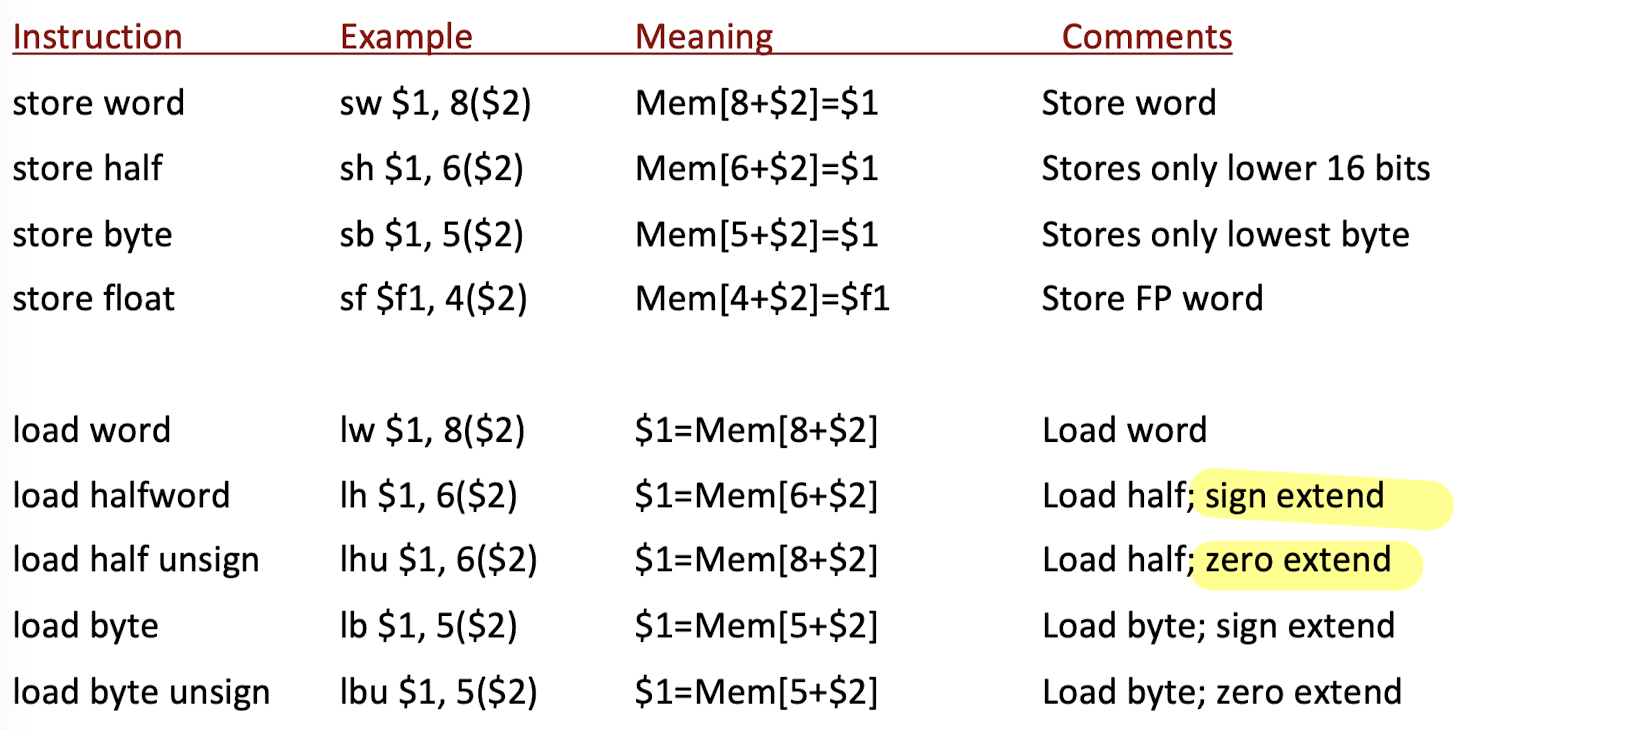 Instruction Example Meaning Comments
store word sw $1, 8($2) Mem[8+$2]=$1 Store word
store half sh $1, 6($2) Mem[6+$2]=$1 Stores only lower 16 bits
store byte sb $1, 5($2) Mem[5+$2]=$1 Stores only lowest byte
store float sf $f1, 4($2) Mem[4+$2]=$f1 Store FP word
load word lw $1, 8($2) $1=Mem[8+$2] Load word
load halfword lh $1, 6($2) $1=Mem[6+$2] Load half; sign extend
load half unsign lhu $1, 6($2) $1=Mem[8+$2] Load half; zero extend
load byte lb $1, 5($2) $1=Mem[5+$2] Load byte; sign extend
load byte unsign lbu $1, 5($2) $1=Mem[5+$2] Load byte; zero extend